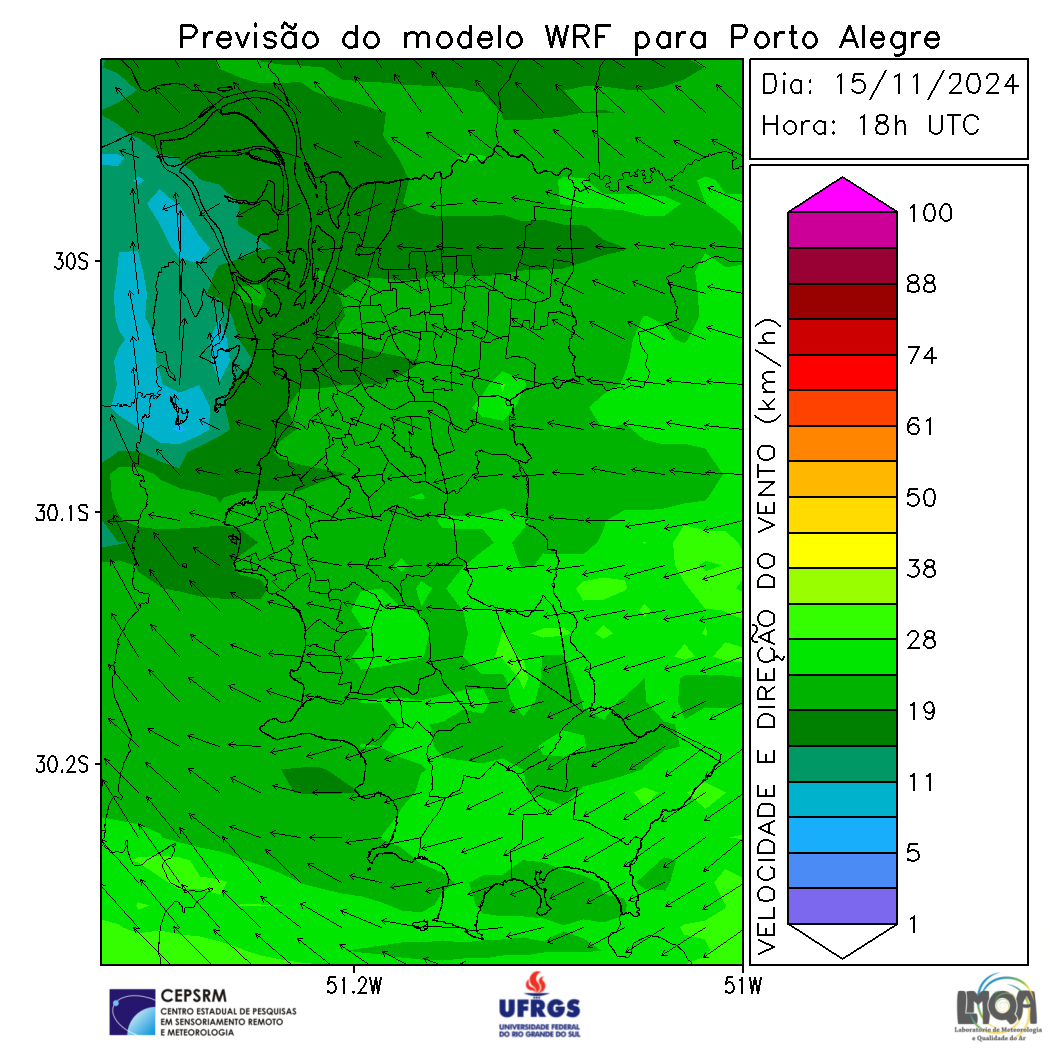 Previsão do modelo WRF para Porto Alegre
Dia: 15/11/2024
Hora: 18h UTC
30S
30.1S
30.2S
51.2W
51W
VELOCIDADE E DIREÇÃO DO VENTO (km/h)
100
88
74
61
50
38
28
19
11
5
1
CEPSRM
CENTRO ESTADUAL DE PESQUISAS
EM SENSORIAMENTO REMOTO
E METEOROLOGIA
UFRGS
UNIVERSIDADE FEDERAL
DO RIO GRANDE DO SUL
LMQA
Laboratório de Meteorologia
e Qualidade do Ar